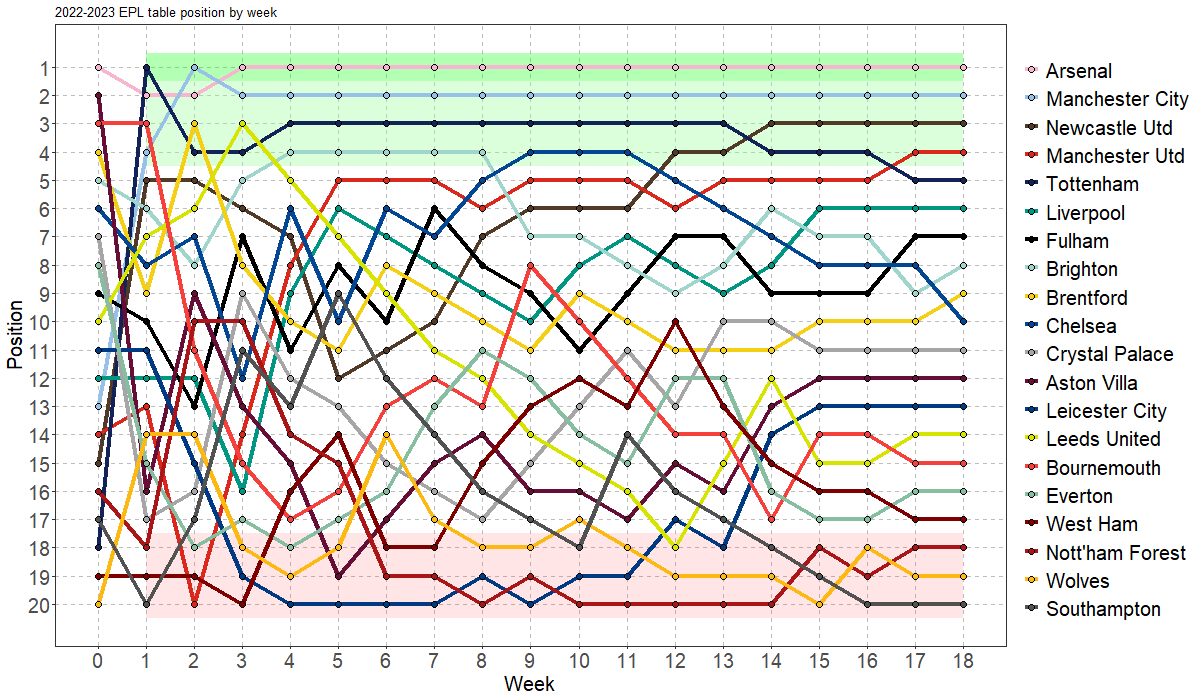 2022-2023 EPL table position by week
Position
1
2
3
4
5
6
7
8
9
10
11
12
13
14
15
16
17
18
19
20
0 1 2 3 4 5 6 7 8 9 10 11 12 13 14 15 16 17 18
Week
Arsenal
Manchester City
Newcastle Utd
Manchester Utd
Tottenham
Liverpool
Fulham
Brighton
Brentford
Chelsea
Crystal Palace
Aston Villa
Leicester City
Leeds United
Bournemouth
Everton
West Ham
Nott'ham Forest
Wolves
Southampton